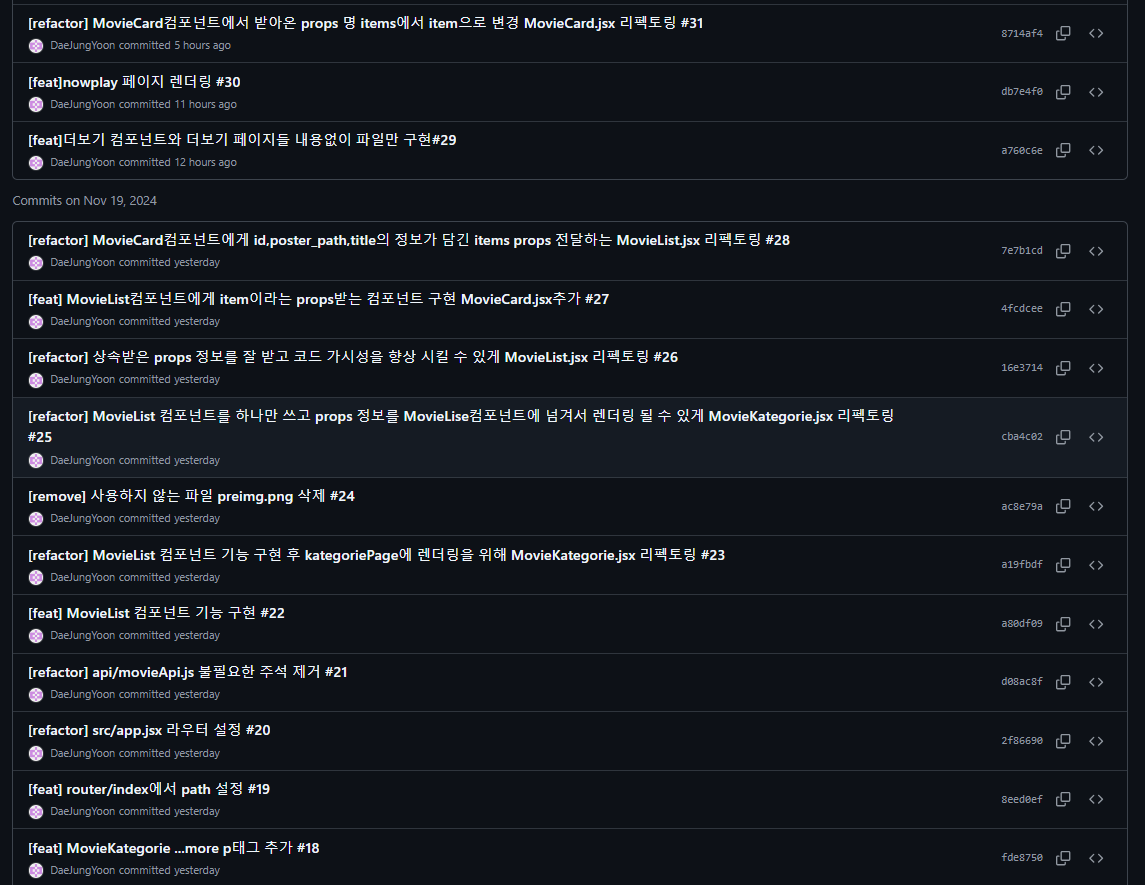 [refactor] MovieCard컴포넌트에서 받아온 props 명 items에서 item으로 변경 MovieCard.jsx 리펙토링 #31
DaeJungYoon committed 5 hours ago
8714af4
[feat]nowplay 페이지 렌더링 #30
DaeJungYoon committed 11 hours ago
db7e4f0
[feat]더보기 컴포넌트와 더보기 페이지들 내용없이 파일만 구현#29
DaeJungYoon committed 12 hours ago
a760c6e
Commits on Nov 19, 2024
[refactor] MovieCard컴포넌트에게 id,poster_path,title의 정보가 담긴 items props 전달하는 MovieList.jsx 리펙토링 #28
DaeJungYoon committed yesterday
7e7b1cd
[feat] MovieList컴포넌트에게 item이라는 props받는 컴포넌트 구현 MovieCard.jsx추가 #27
DaeJungYoon committed yesterday
4fcdcee
[refactor] 상속받은 props 정보를 잘 받고 코드 가시성을 향상 시킬 수 있게 MovieList.jsx 리펙토링 #26
DaeJungYoon committed yesterday
16e3714
[refactor] MovieList 컴포넌트를 하나만 쓰고 props 정보를 MovieLise컴포넌트에 넘겨서 렌더링 될 수 있게 MovieKategorie.jsx 리펙토링
#25
DaeJungYoon committed yesterday
cba4c02
[remove] 사용하지 않는 파일 preimg.png 삭제 #24
DaeJungYoon committed yesterday
ac8e79a
[refactor] MovieList 컴포넌트 기능 구현 후 kategoriePage에 렌더링을 위해 MovieKategorie.jsx 리펙토링 #23
DaeJungYoon committed yesterday
a19fbdf
[feat] MovieList 컴포넌트 기능 구현 #22
DaeJungYoon committed yesterday
a80df09
[refactor] api/movieApi.js 불필요한 주석 제거 #21
DaeJungYoon committed yesterday
d08ac8f
[refactor] src/app.jsx 라우터 설정 #20
DaeJungYoon committed yesterday
2f86690
[feat] router/index에서 path 설정 #19
DaeJungYoon committed yesterday
8eed0ef
[feat] MovieKategorie ...more p태그 추가 #18
DaeJungYoon committed yesterday
fde8750